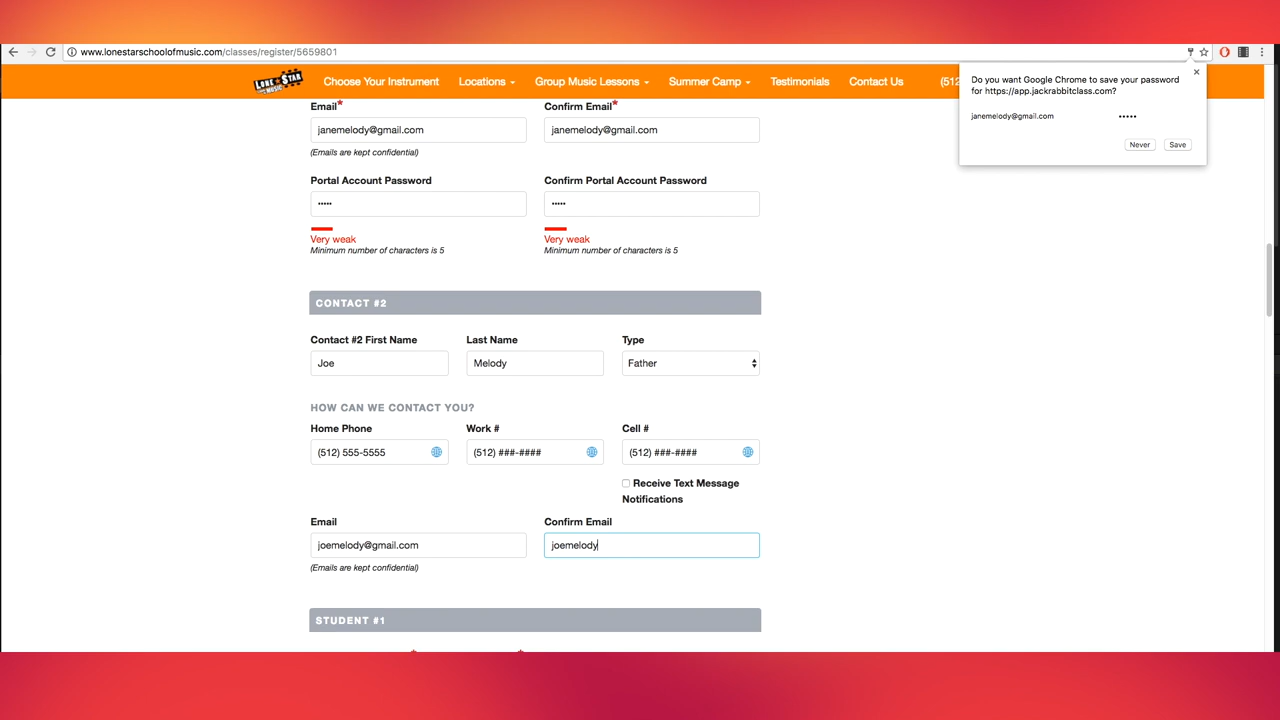 www.lonestarschoolofmusic.com/classes/register/5659801
LONE STAR
MUSIC
Choose Your Instrument Locations Group Music Lessons Summer Camp Testimonials Contact Us (512
Do you want Google Chrome to save your password
for https://app.jackrabbitclass.com?
janemelody@gmail.com •••••
Never Save
Email* Confirm Email*
janemelody@gmail.com janemelody@gmail.com
(Emails are kept confidential)
Portal Account Password Confirm Portal Account Password
••••• •••••
Very weak Very weak
Minimum number of characters is 5 Minimum number of characters is 5
CONTACT #2
Contact #2 First Name Last Name Type
Joe Melody Father
HOW CAN WE CONTACT YOU?
Home Phone Work # Cell #
(512) 555-5555 (512) ###-#### (512) ###-####
Receive Text Message
Notifications
Email Confirm Email
joemelody@gmail.com joemelody
(Emails are kept confidential)
STUDENT #1
* *